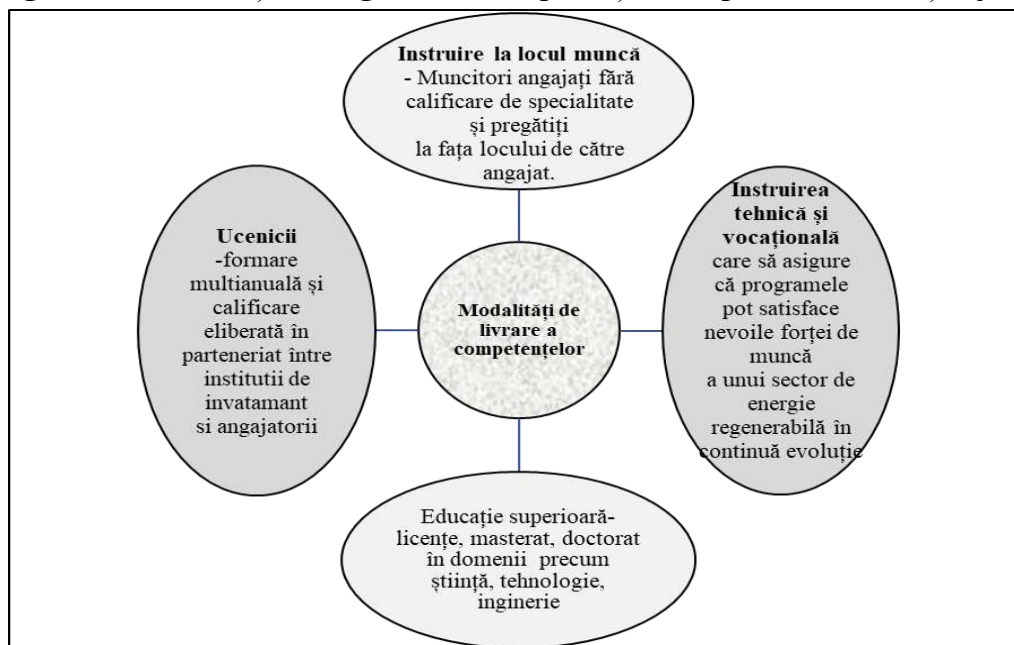 Instruire la locul muncă
- Muncitori angajați fără
calificare de specialitate
și pregătiți
la fața locului de către
angajat.
Ucenicii
-formare
multianuală și
calificare
eliberată în
parteneriat între
institutii de
invatamant
si angajatorii
Modalități de
livrare a
competențelor
Instruirea
tehnică și
vocațională
care să asigure
că programele
pot satisface
nevoile forței de
muncă
a unui sector de
energie
regenerabilă în
continuă evoluție
Educație superioară-
licențe, masterat, doctorat
în domenii precum
știință, tehnologie,
inginerie